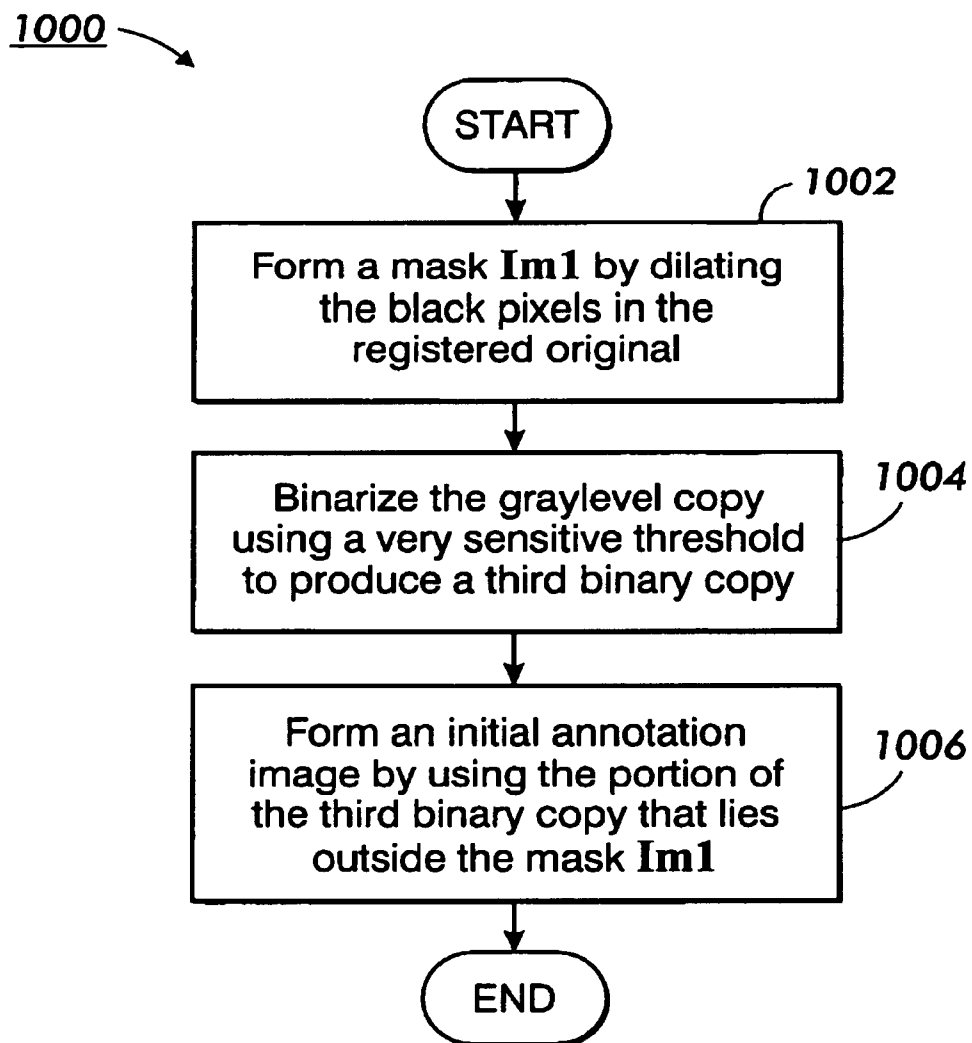 1000
START
1002
Form a mask Im1 by dilating
the black pixels in the
registered original
1004
Binarize the graylevel copy
using a very sensitive threshold
to produce a third binary copy
1006
Form an initial annotation
image by using the portion of
the third binary copy that lies
outside the mask Im1
END